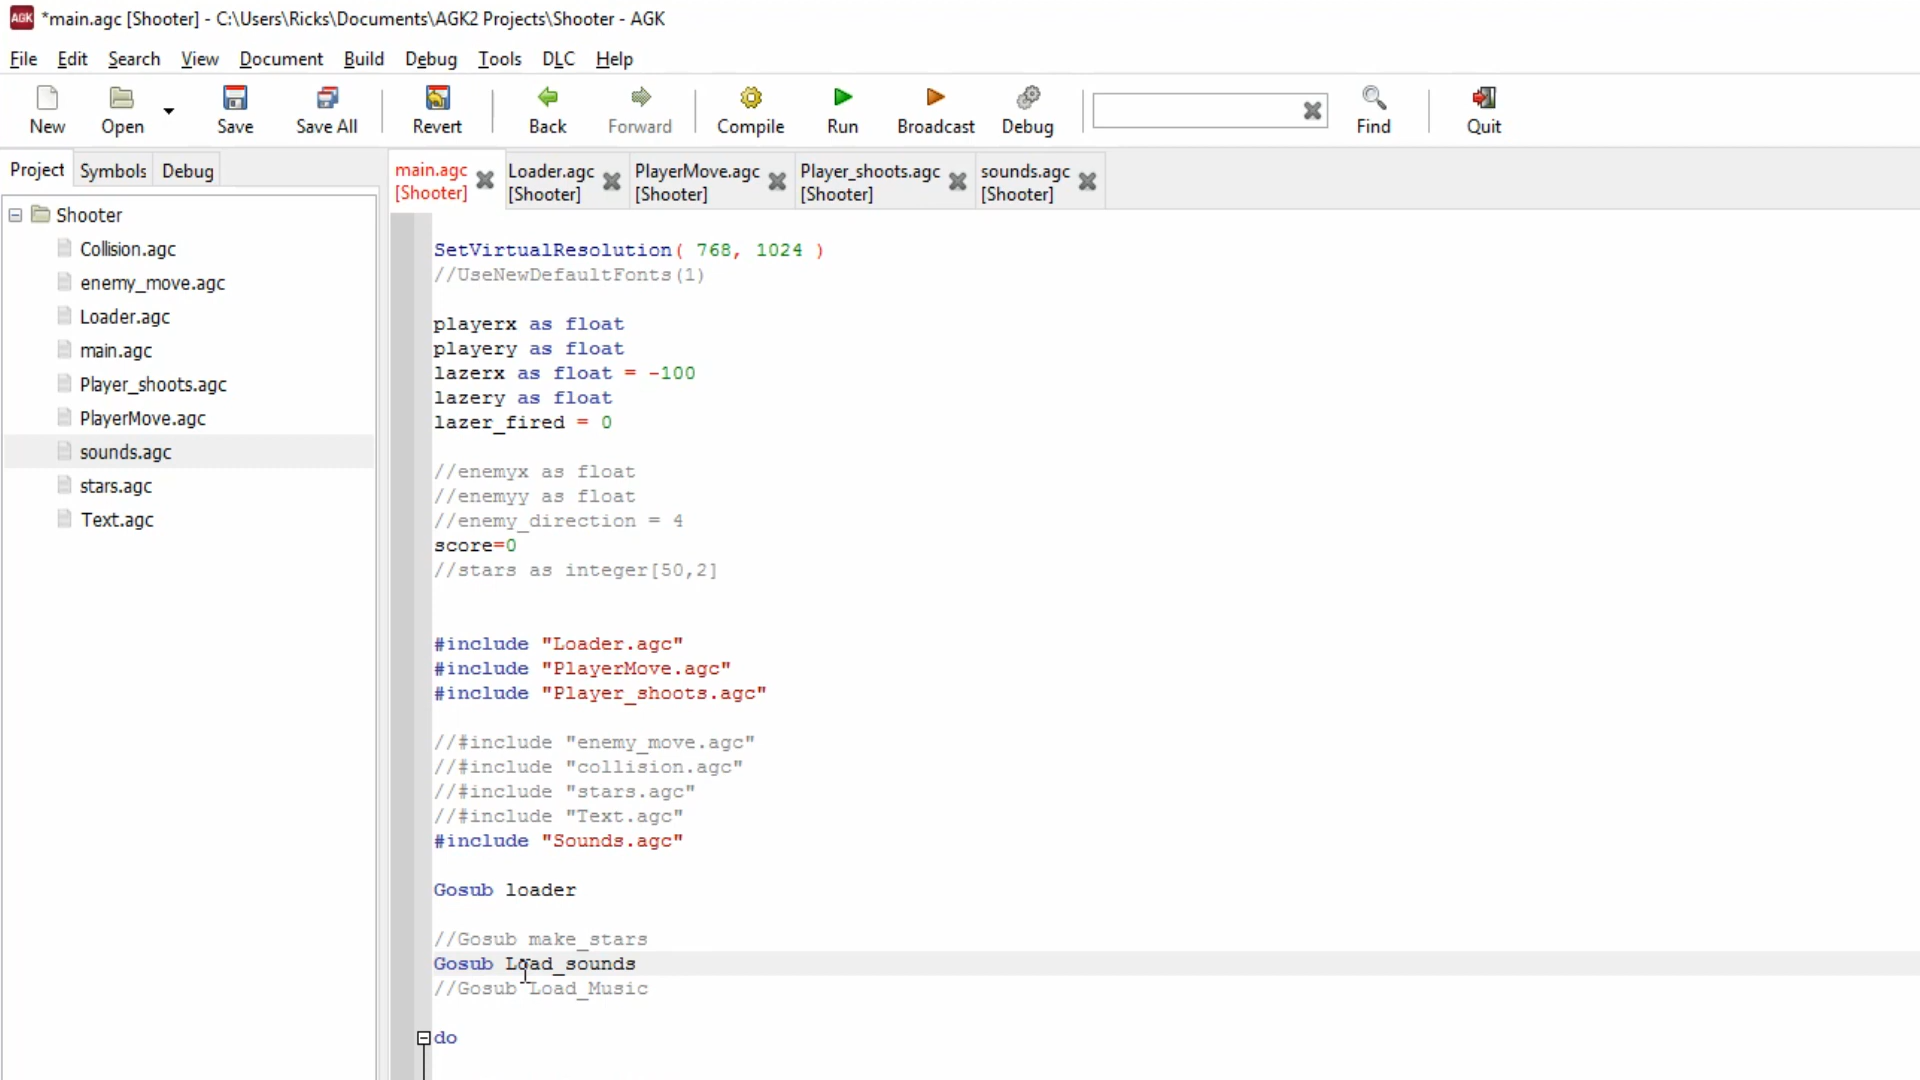 AGK *main.agc [Shooter] - C:\Users\Ricks\Documents\AGK2 Projects\Shooter - AGK
File Edit Search View Document Build Debug Tools DLC Help
New Open Save Save All Revert Back Forward Compile Run Broadcast Debug Find Quit
Project Symbols Debug
Shooter
Collision.agc
enemy_move.agc
Loader.agc
main.agc
Player_shoots.agc
PlayerMove.agc
sounds.agc
stars.agc
Text.agc
main.agc [Shooter]
Loader.agc [Shooter]
PlayerMove.agc [Shooter]
Player_shoots.agc [Shooter]
sounds.agc [Shooter]
SetVirtualResolution( 768, 1024 )
//UseNewDefaultFonts(1)
playerx as float
playery as float
lazerx as float = -100
lazery as float
lazer_fired = 0
//enemyx as float
//enemyy as float
//enemy_direction = 4
score=0
//stars as integer[50,2]
#include "Loader.agc"
#include "PlayerMove.agc"
#include "Player_shoots.agc"
//#include "enemy_move.agc"
//#include "collision.agc"
//#include "stars.agc"
//#include "Text.agc"
#include "Sounds.agc"
Gosub loader
//Gosub make_stars
Gosub Load_sounds
//Gosub Load_Music
do